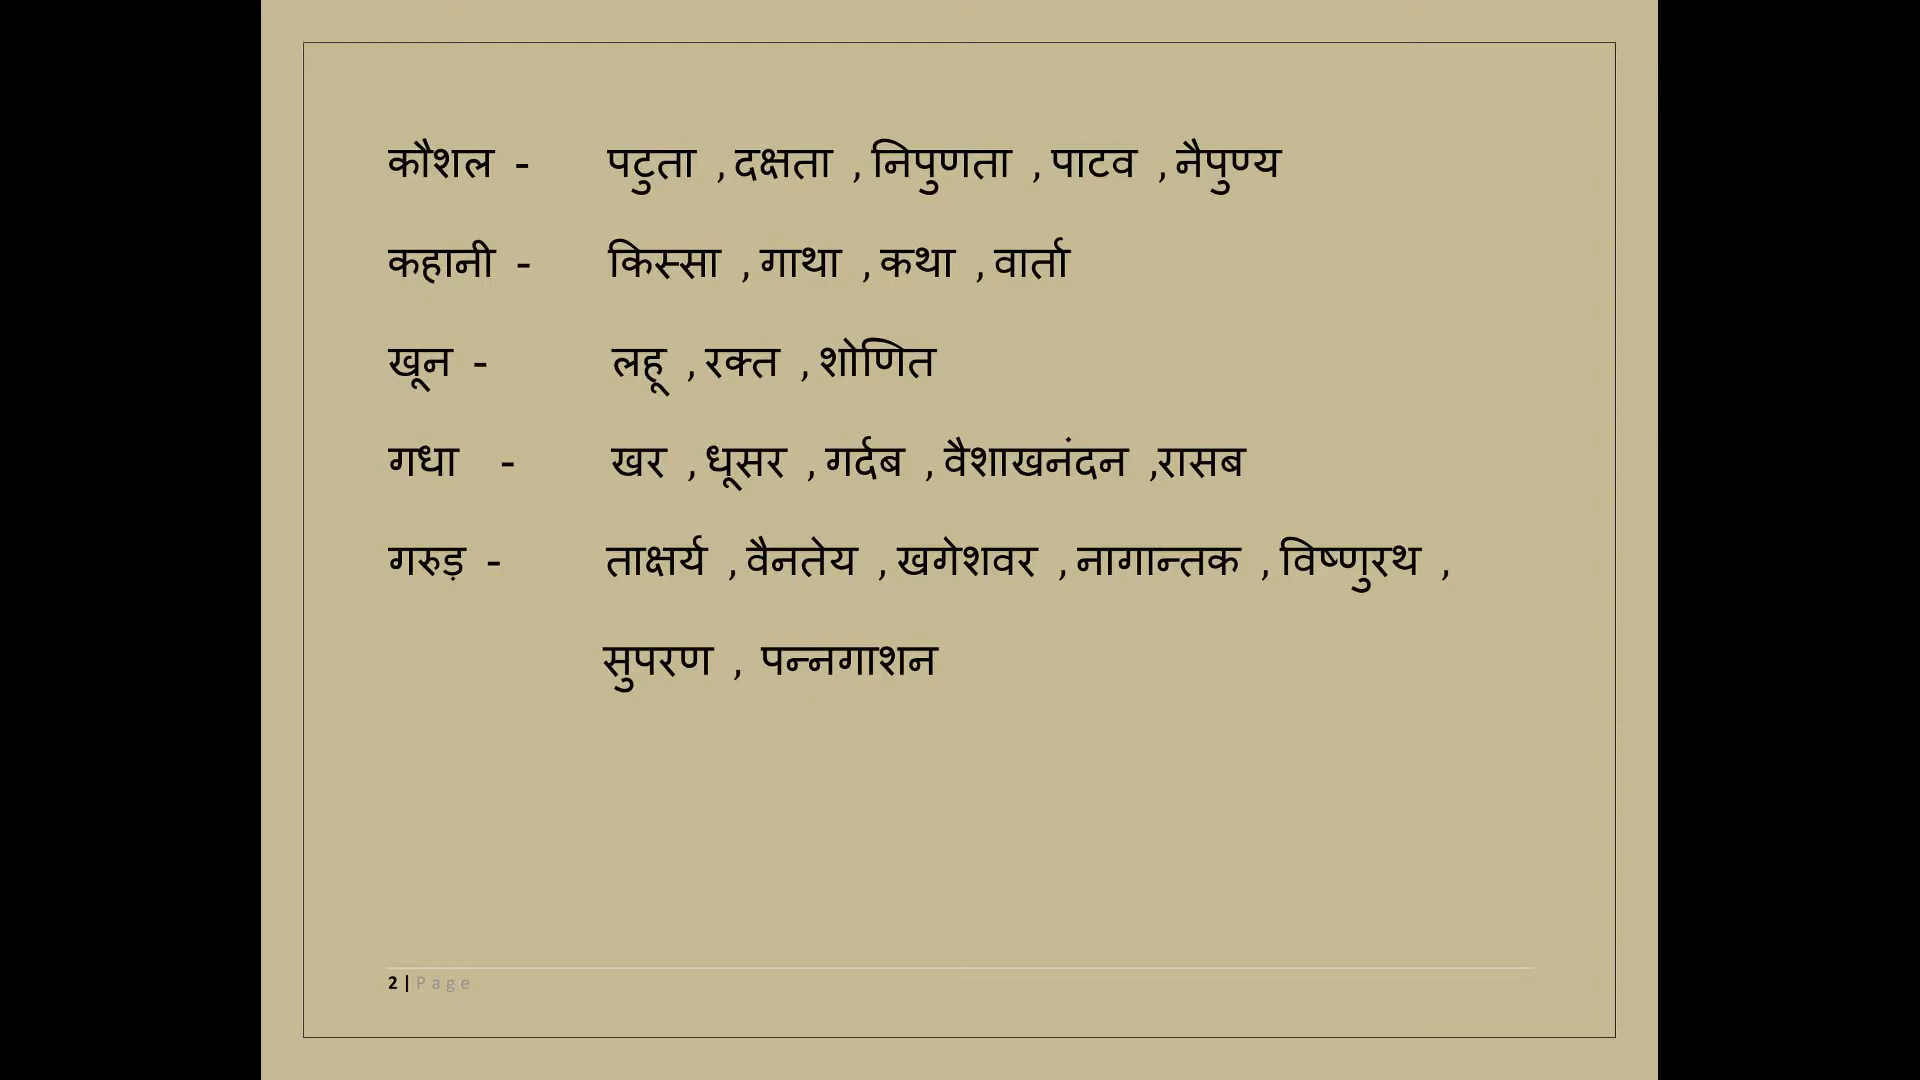 कौशल - पटुता , दक्षता , निपुणता , पाटव , नैपुण्य
कहानी - किस्सा , गाथा , कथा , वार्ता
खून - लहू , रक्त , शोणित
गधा - खर , धूसर , गर्दब , वैशाखनंदन ,रासब
गरुड़ - ताक्षर्य , वैनतेय , खगेशवर , नागान्तक , विष्णुरथ ,
सुपरण , पन्नगाशन
2 | Page